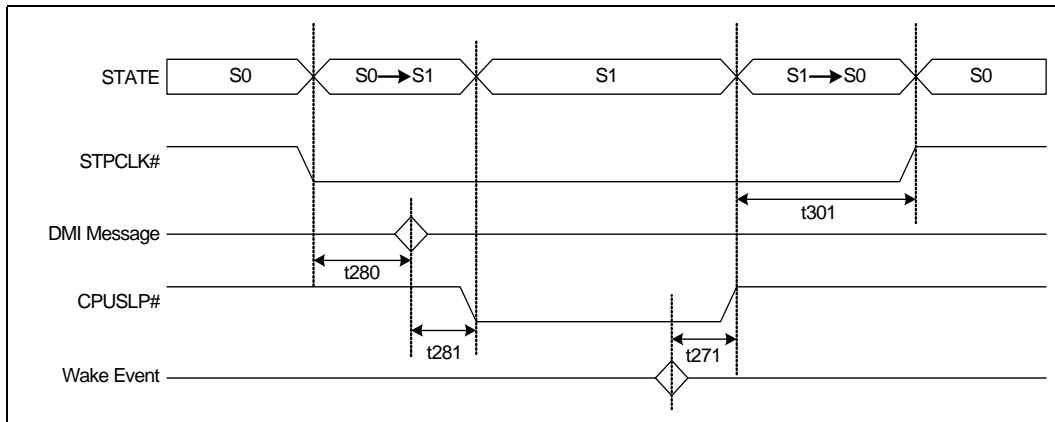 STATE S0 S0→S1 S1 S1→S0 S0
STPCLK#
t301
DMI Message
t280
CPUSLP#
t281
t271
Wake Event